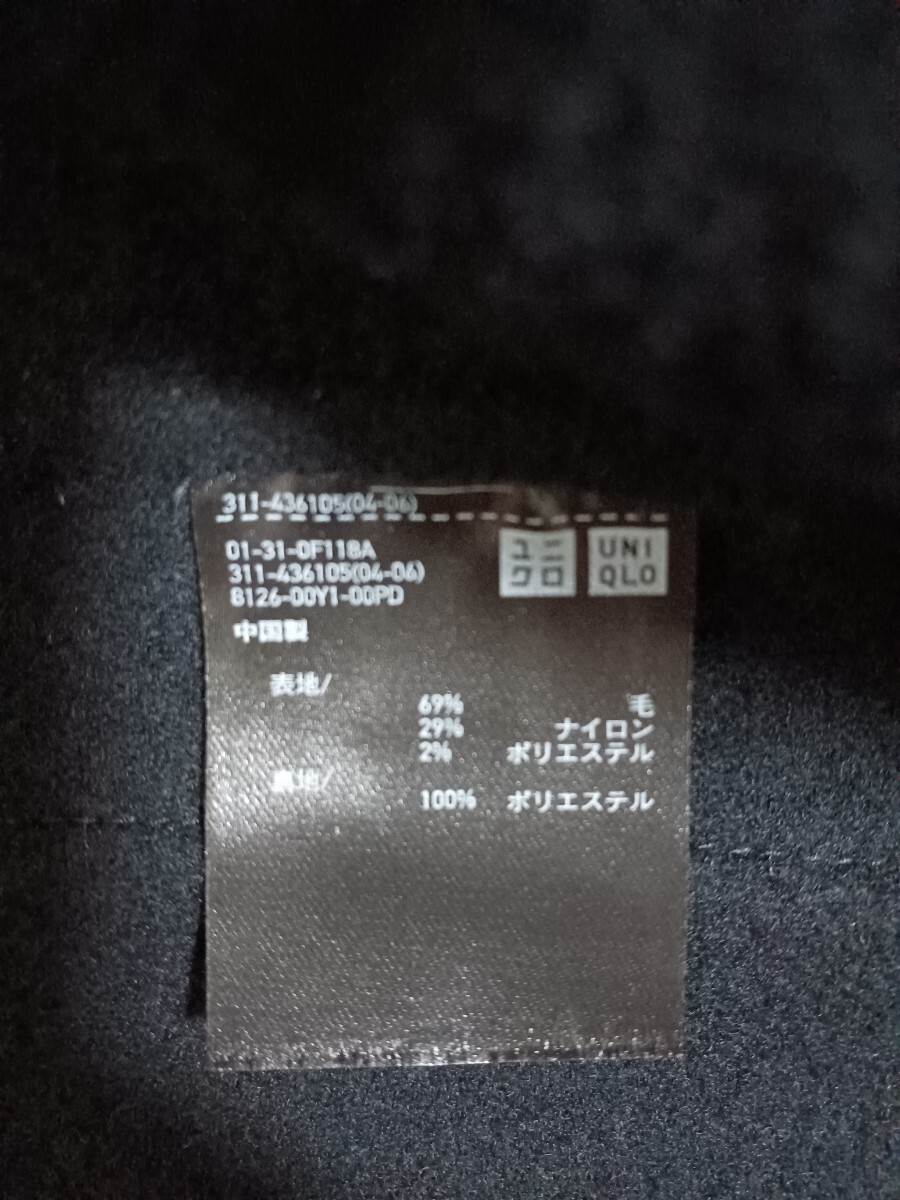 311-436105(04-06)
01-31-0F118A
311-436105(04-06)
8126-00Y1-00PD
ユニ
クロ
UNI
QLO
中国製
表地/
69% 毛
29% ナイロン
2% ポリエステル
裏地/
100% ポリエステル